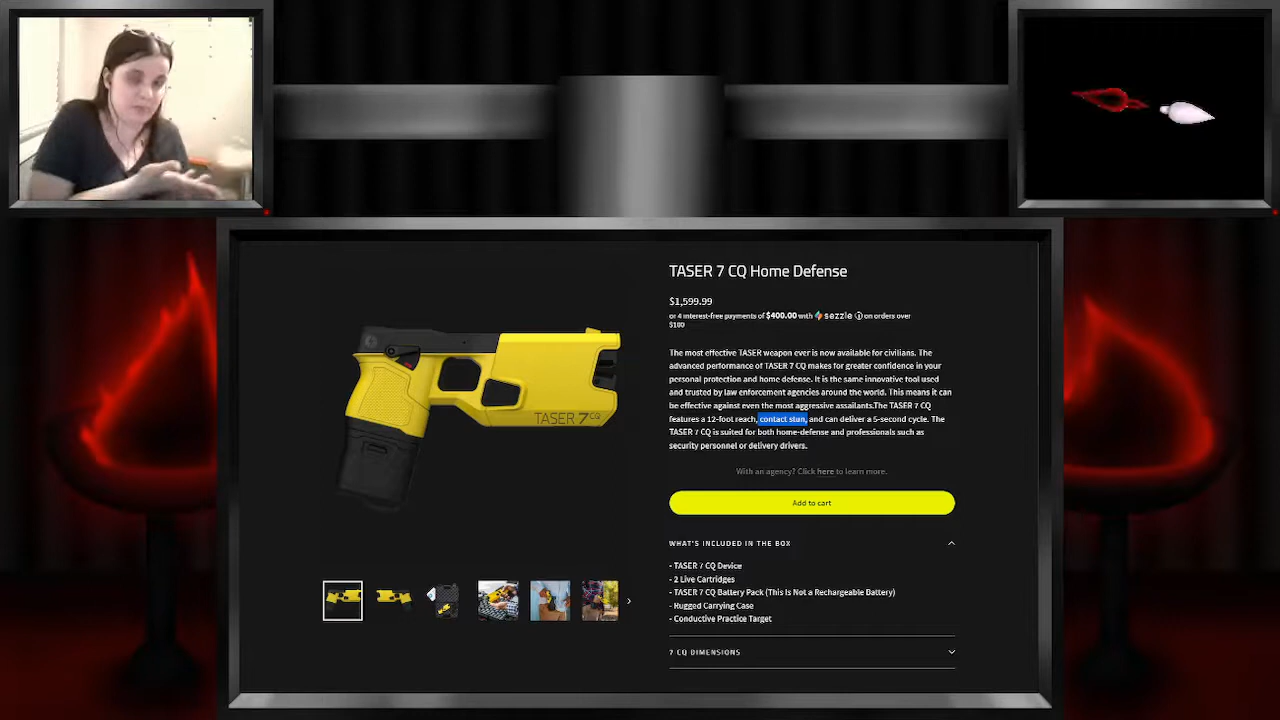 TASER 7 CQ Home Defense
$1,599.99
or 4 interest-free payments of $400.00 with sezzle ⓘ on orders over
$100
The most effective TASER weapon ever is now available for civilians. The
advanced performance of TASER 7 CQ makes for greater confidence in your
personal protection and home defense. It is the same innovative tool used
and trusted by law enforcement agencies around the world. This means it can
be effective against even the most aggressive assailants.The TASER 7 CQ
features a 12-foot reach, contact stun, and can deliver a 5-second cycle. The
TASER 7 CQ is suited for both home-defense and professionals such as
security personnel or delivery drivers.
TASER 7 CQ
With an agency? Click here to learn more.
Add to cart
WHAT'S INCLUDED IN THE BOX
- TASER 7 CQ Device
- 2 Live Cartridges
- TASER 7 CQ Battery Pack (This Is Not a Rechargeable Battery)
- Rugged Carrying Case
- Conductive Practice Target
7 CQ DIMENSIONS